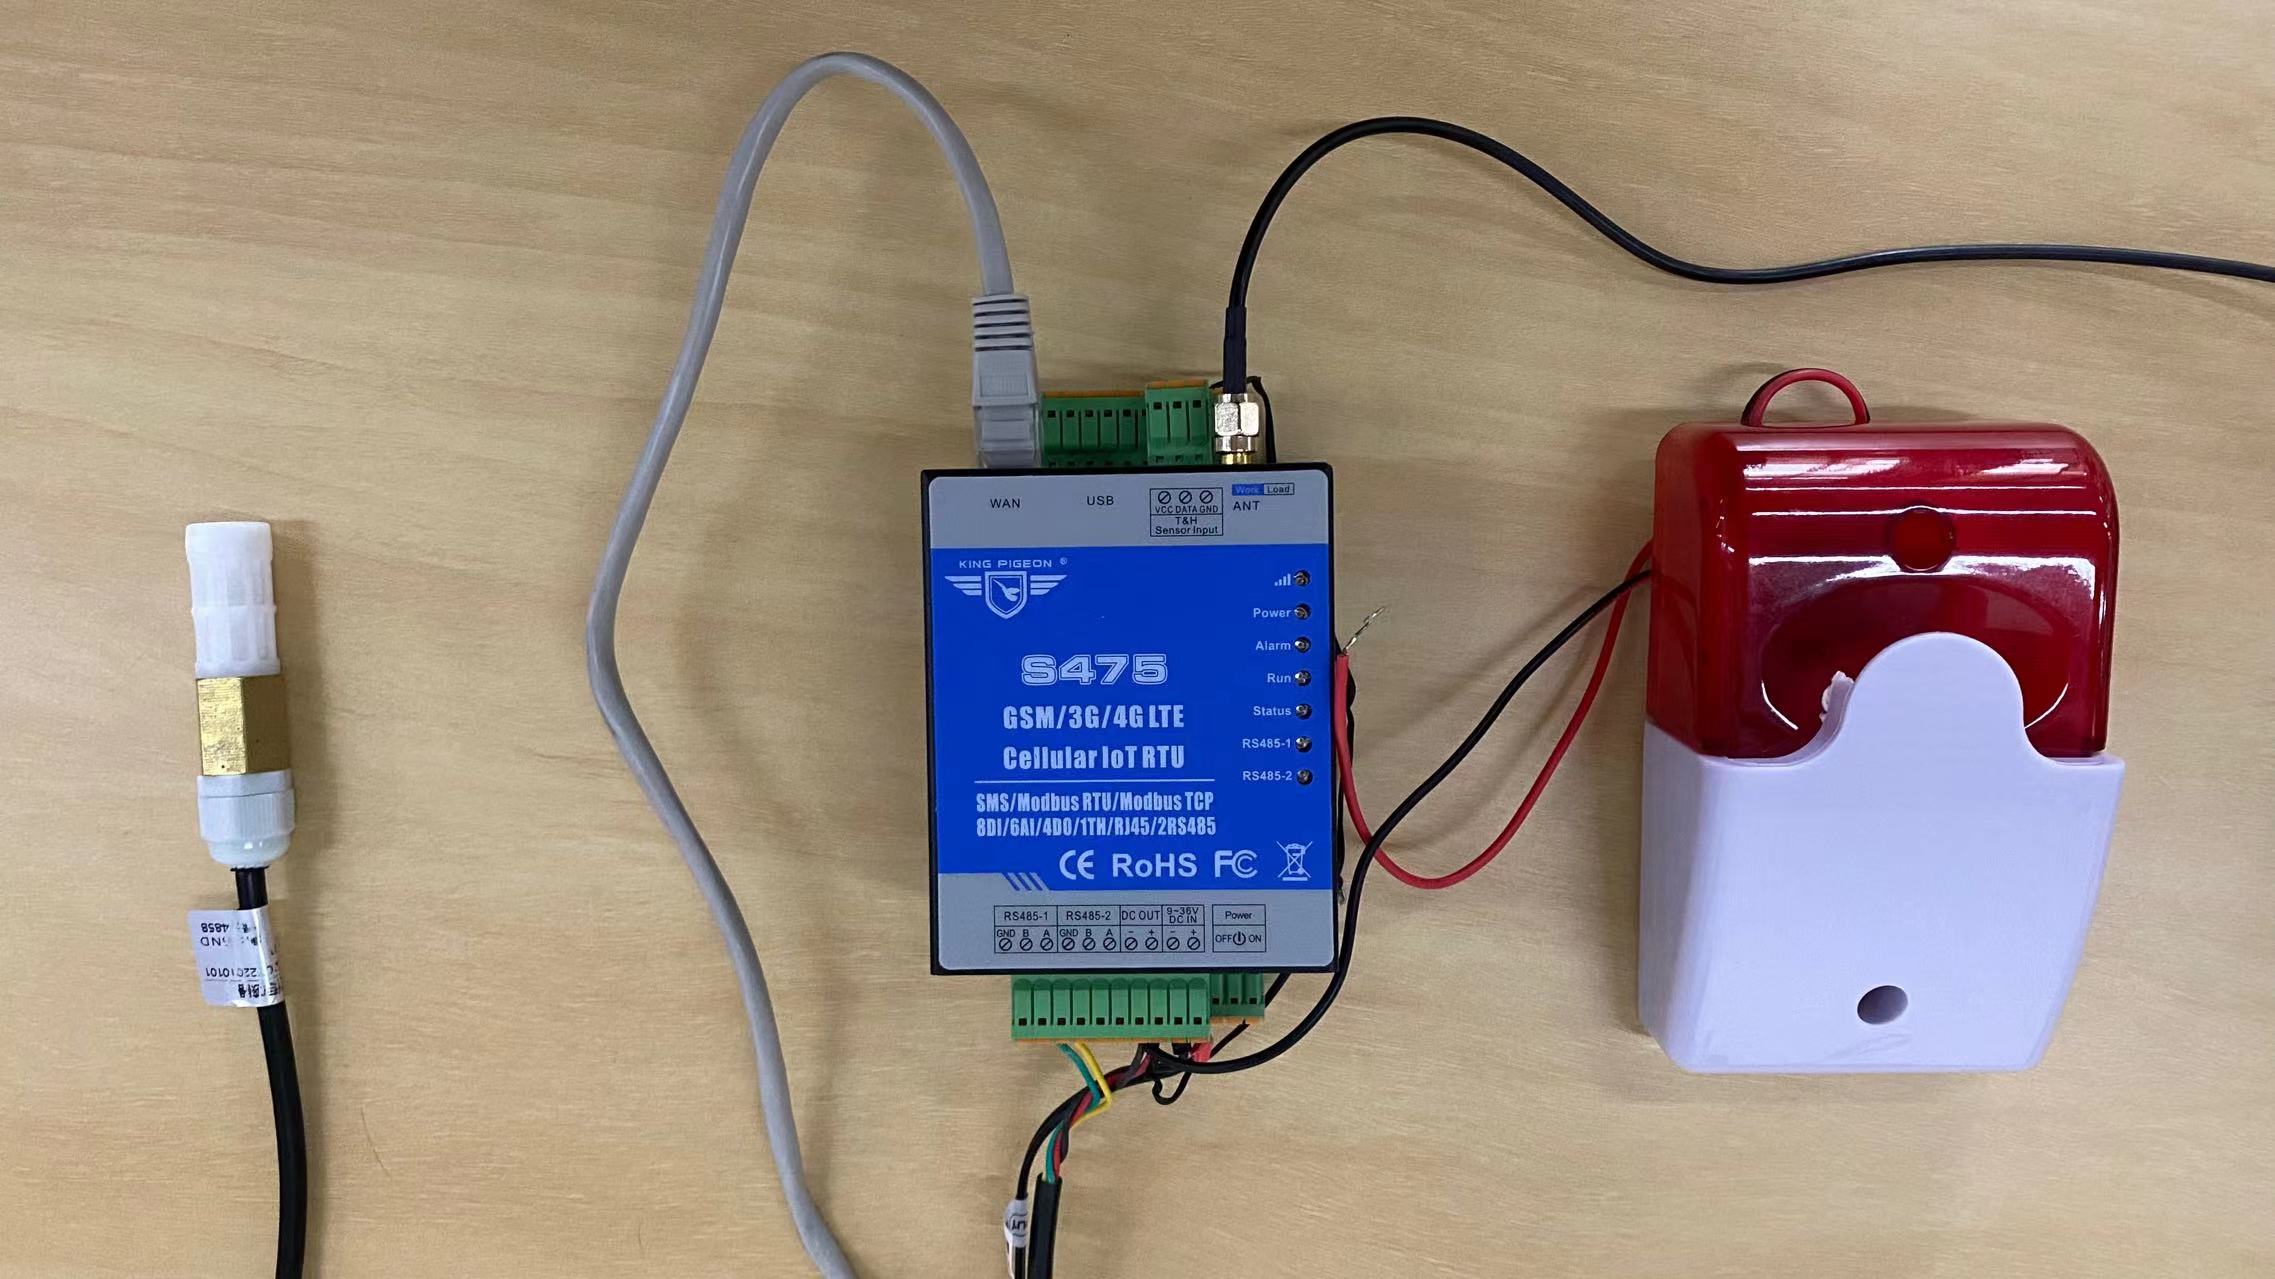 WAN
USB
VCC DATA GND
T&H
Sensor Input
Work Load
ANT
KING PIGEON ®
S475
GSM/3G/4G LTE
Cellular IoT RTU
SMS/Modbus RTU/Modbus TCP
8DI/6AI/4DO/1TH/RJ45/2RS485
Power
Alarm
Run
Status
RS485-1
RS485-2
CE RoHS FC
RS485-1 RS485-2 DC OUT 9~36V DC IN
GND B A GND B A − + − +
Power
OFF ON